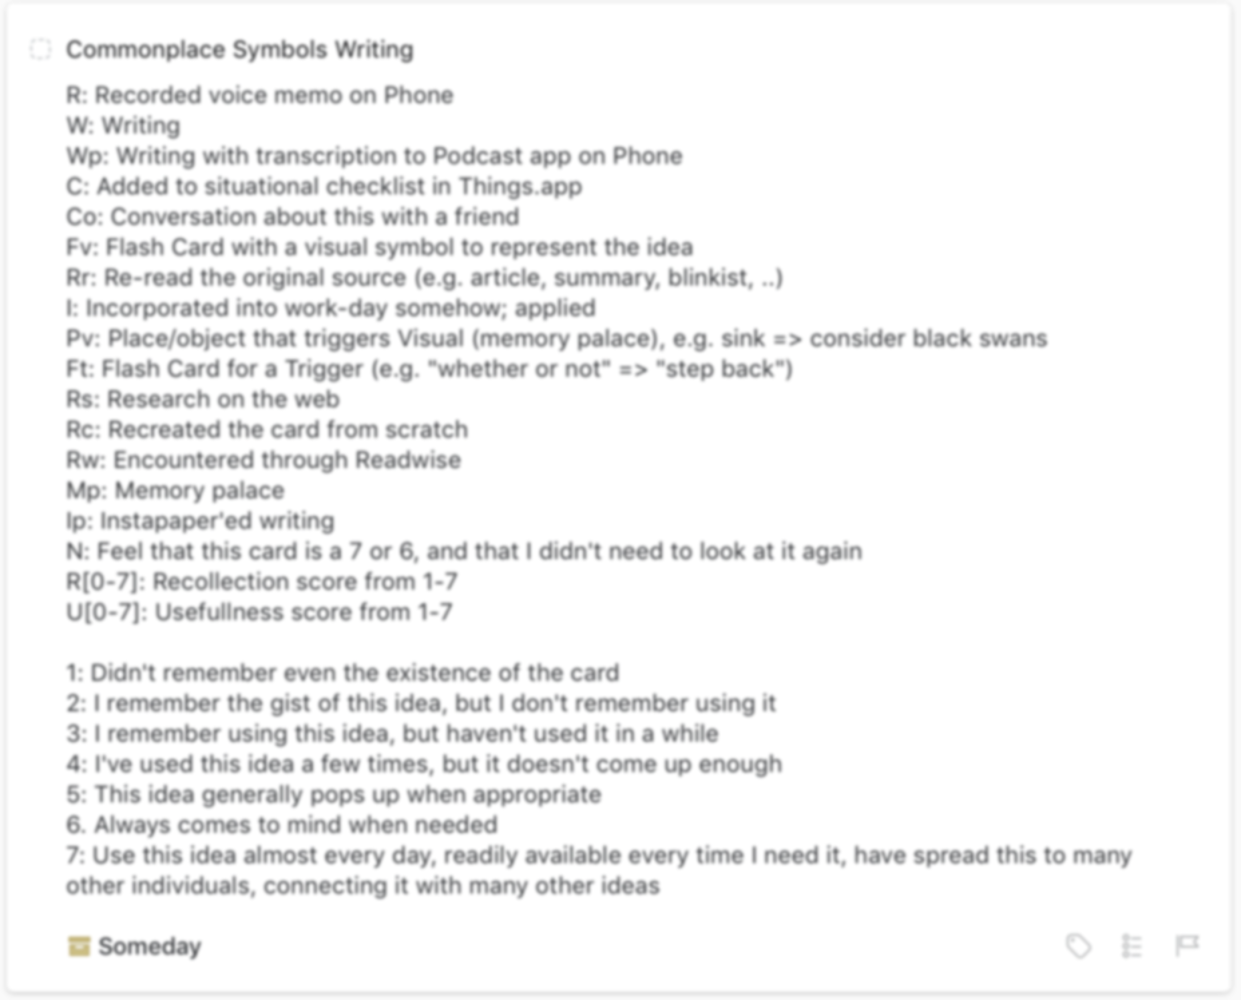 Commonplace Symbols Writing
R: Recorded voice memo on Phone
W: Writing
Wp: Writing with transcription to Podcast app on Phone
C: Added to situational checklist in Things.app
Co: Conversation about this with a friend
Fv: Flash Card with a visual symbol to represent the idea
Rr: Re-read the original source (e.g. article, summary, blinkist, ..)
I: Incorporated into work-day somehow; applied
Pv: Place/object that triggers Visual (memory palace), e.g. sink => consider black swans
Ft: Flash Card for a Trigger (e.g. "whether or not" => "step back")
Rs: Research on the web
Rc: Recreated the card from scratch
Rw: Encountered through Readwise
Mp: Memory palace
Ip: Instapaper'ed writing
N: Feel that this card is a 7 or 6, and that I didn't need to look at it again
R[0-7]: Recollection score from 1-7
U[0-7]: Usefullness score from 1-7
1: Didn't remember even the existence of the card
2: I remember the gist of this idea, but I don't remember using it
3: I remember using this idea, but haven't used it in a while
4: I've used this idea a few times, but it doesn't come up enough
5: This idea generally pops up when appropriate
6. Always comes to mind when needed
7: Use this idea almost every day, readily available every time I need it, have spread this to many
other individuals, connecting it with many other ideas
Someday